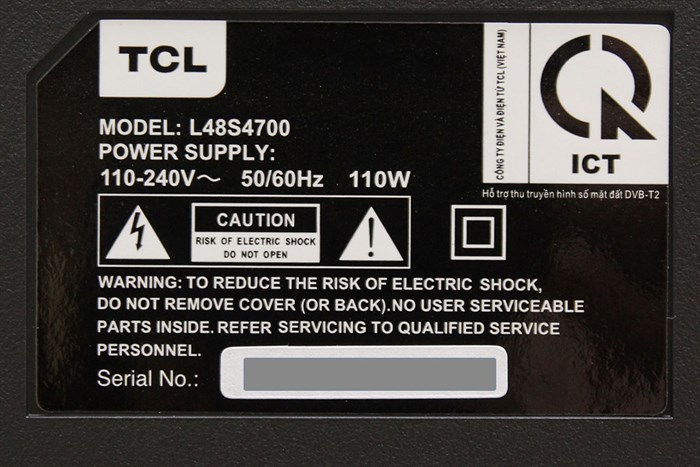 TCL
CÔNG TY ĐIỆN VÀ ĐIỆN TỬ TCL (VIỆT NAM)
ICT
Hỗ trợ thu truyền hình số mặt đất DVB-T2
MODEL: L48S4700
POWER SUPPLY:
110-240V～ 50/60Hz 110W
CAUTION
RISK OF ELECTRIC SHOCK
DO NOT OPEN
WARNING: TO REDUCE THE RISK OF ELECTRIC SHOCK,
DO NOT REMOVE COVER (OR BACK).NO USER SERVICEABLE
PARTS INSIDE. REFER SERVICING TO QUALIFIED SERVICE
PERSONNEL.
Serial No.: